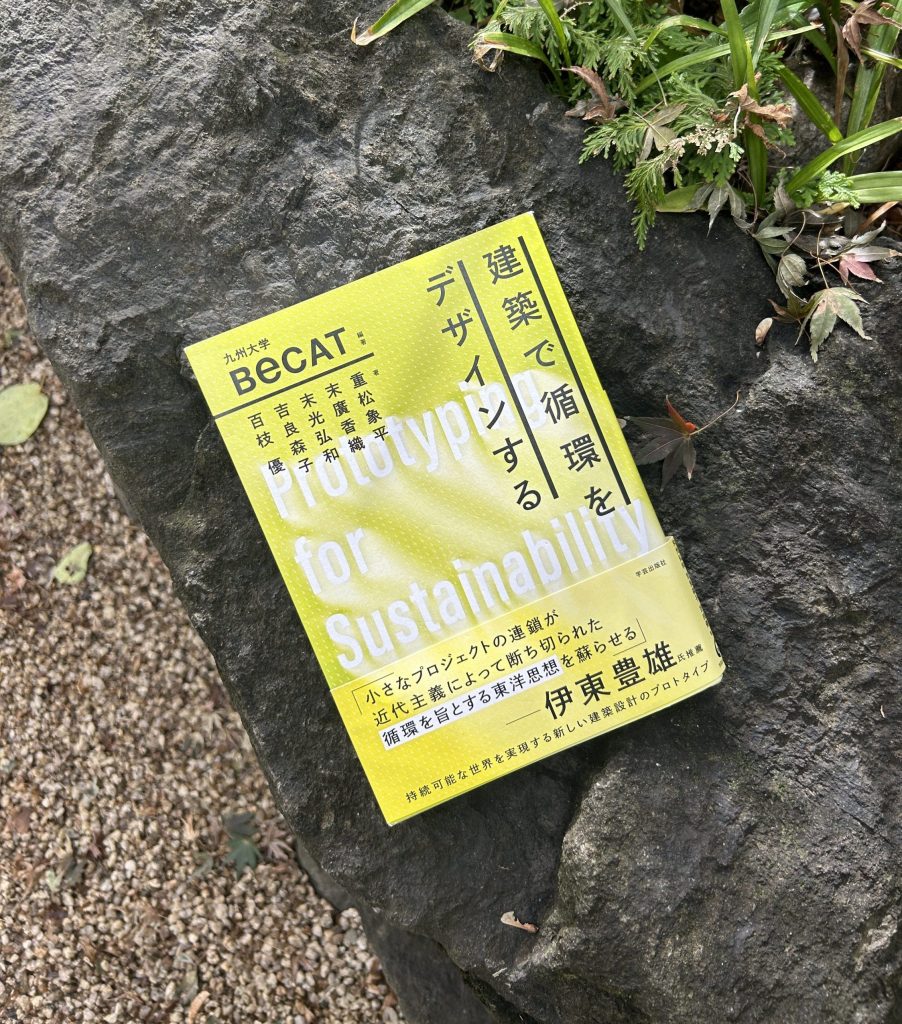 建築で循環を
デザインする
九州大学
BeCAT 編著
重松象平 著
末廣香織
末光弘和
吉良森子
百枝優
Prototyping
for
Sustainability
学芸出版社
「小さなプロジェクトの連鎖が
近代主義によって断ち切られた
循環を旨とする東洋思想を蘇らせる」
──伊東豊雄氏推薦
持続可能な世界を実現する新しい建築設計のプロトタイプ